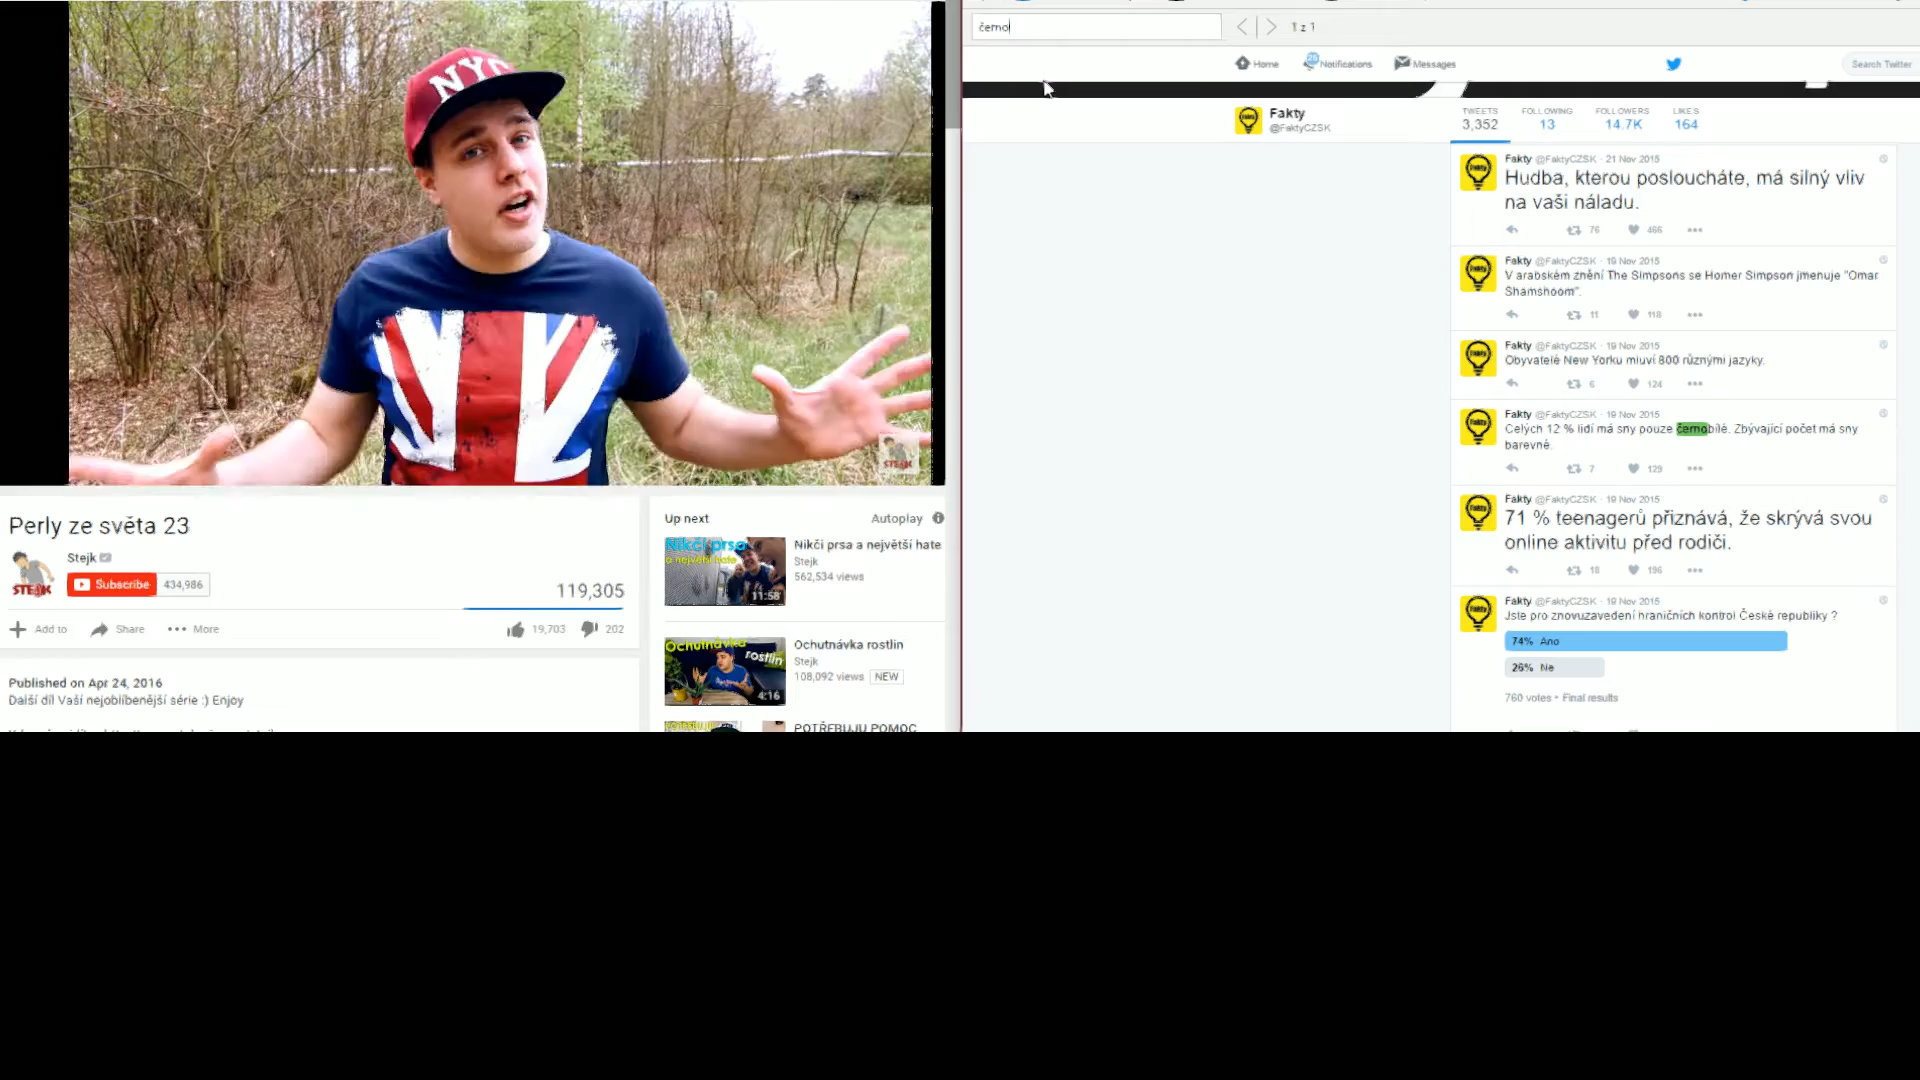 NYC
STEJK
Perly ze světa 23
Stejk
STEJK
Subscribe 434,986
119,305
Add to Share More
19,703 202
Published on Apr 24, 2016
Další díl Vaší nejoblíbenější série :) Enjoy
Up next Autoplay
Nikči prsa
a největší hate
11:58
Nikči prsa a největší hate
Stejk
562,534 views
Ochutnávka
rostlin
4:16
Ochutnávka rostlin
Stejk
108,092 views NEW
POTŘEBUJU POMOC
černo
1 z 1
Home Notifications Messages
Search Twitter
Fakty
@FaktyCZSK
TWEETS FOLLOWING FOLLOWERS LIKES
3,352 13 14.7K 164
Fakty @FaktyCZSK · 21 Nov 2015
Hudba, kterou posloucháte, má silný vliv
na vaši náladu.
76 466
Fakty @FaktyCZSK · 19 Nov 2015
V arabském znění The Simpsons se Homer Simpson jmenuje "Omar
Shamshoom".
11 118
Fakty @FaktyCZSK · 19 Nov 2015
Obyvatelé New Yorku mluví 800 různými jazyky.
6 124
Fakty @FaktyCZSK · 19 Nov 2015
Celých 12 % lidí má sny pouze černobílé. Zbývající počet má sny
barevné.
7 129
Fakty @FaktyCZSK · 19 Nov 2015
71 % teenagerů přiznává, že skrývá svou
online aktivitu před rodiči.
18 196
Fakty @FaktyCZSK · 19 Nov 2015
Jste pro znovuzavedení hraničních kontrol České republiky ?
74% Ano
26% Ne
760 votes • Final results